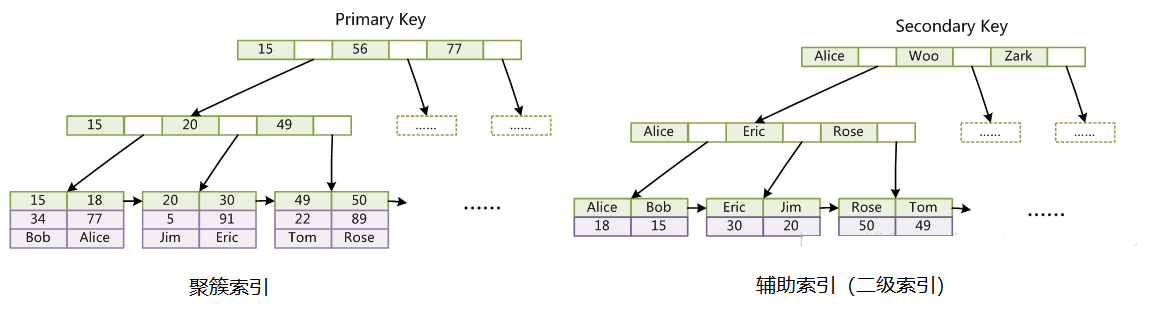 Primary Key
15 56 77
15 20 49 ...... ......
15 18 20 30 49 50
34 77 5 91 22 89 ......
Bob Alice Jim Eric Tom Rose
聚簇索引
Secondary Key
Alice Woo Zark
Alice Eric Rose ...... ......
Alice Bob Eric Jim Rose Tom
18 15 30 20 50 49 ......
辅助索引（二级索引）